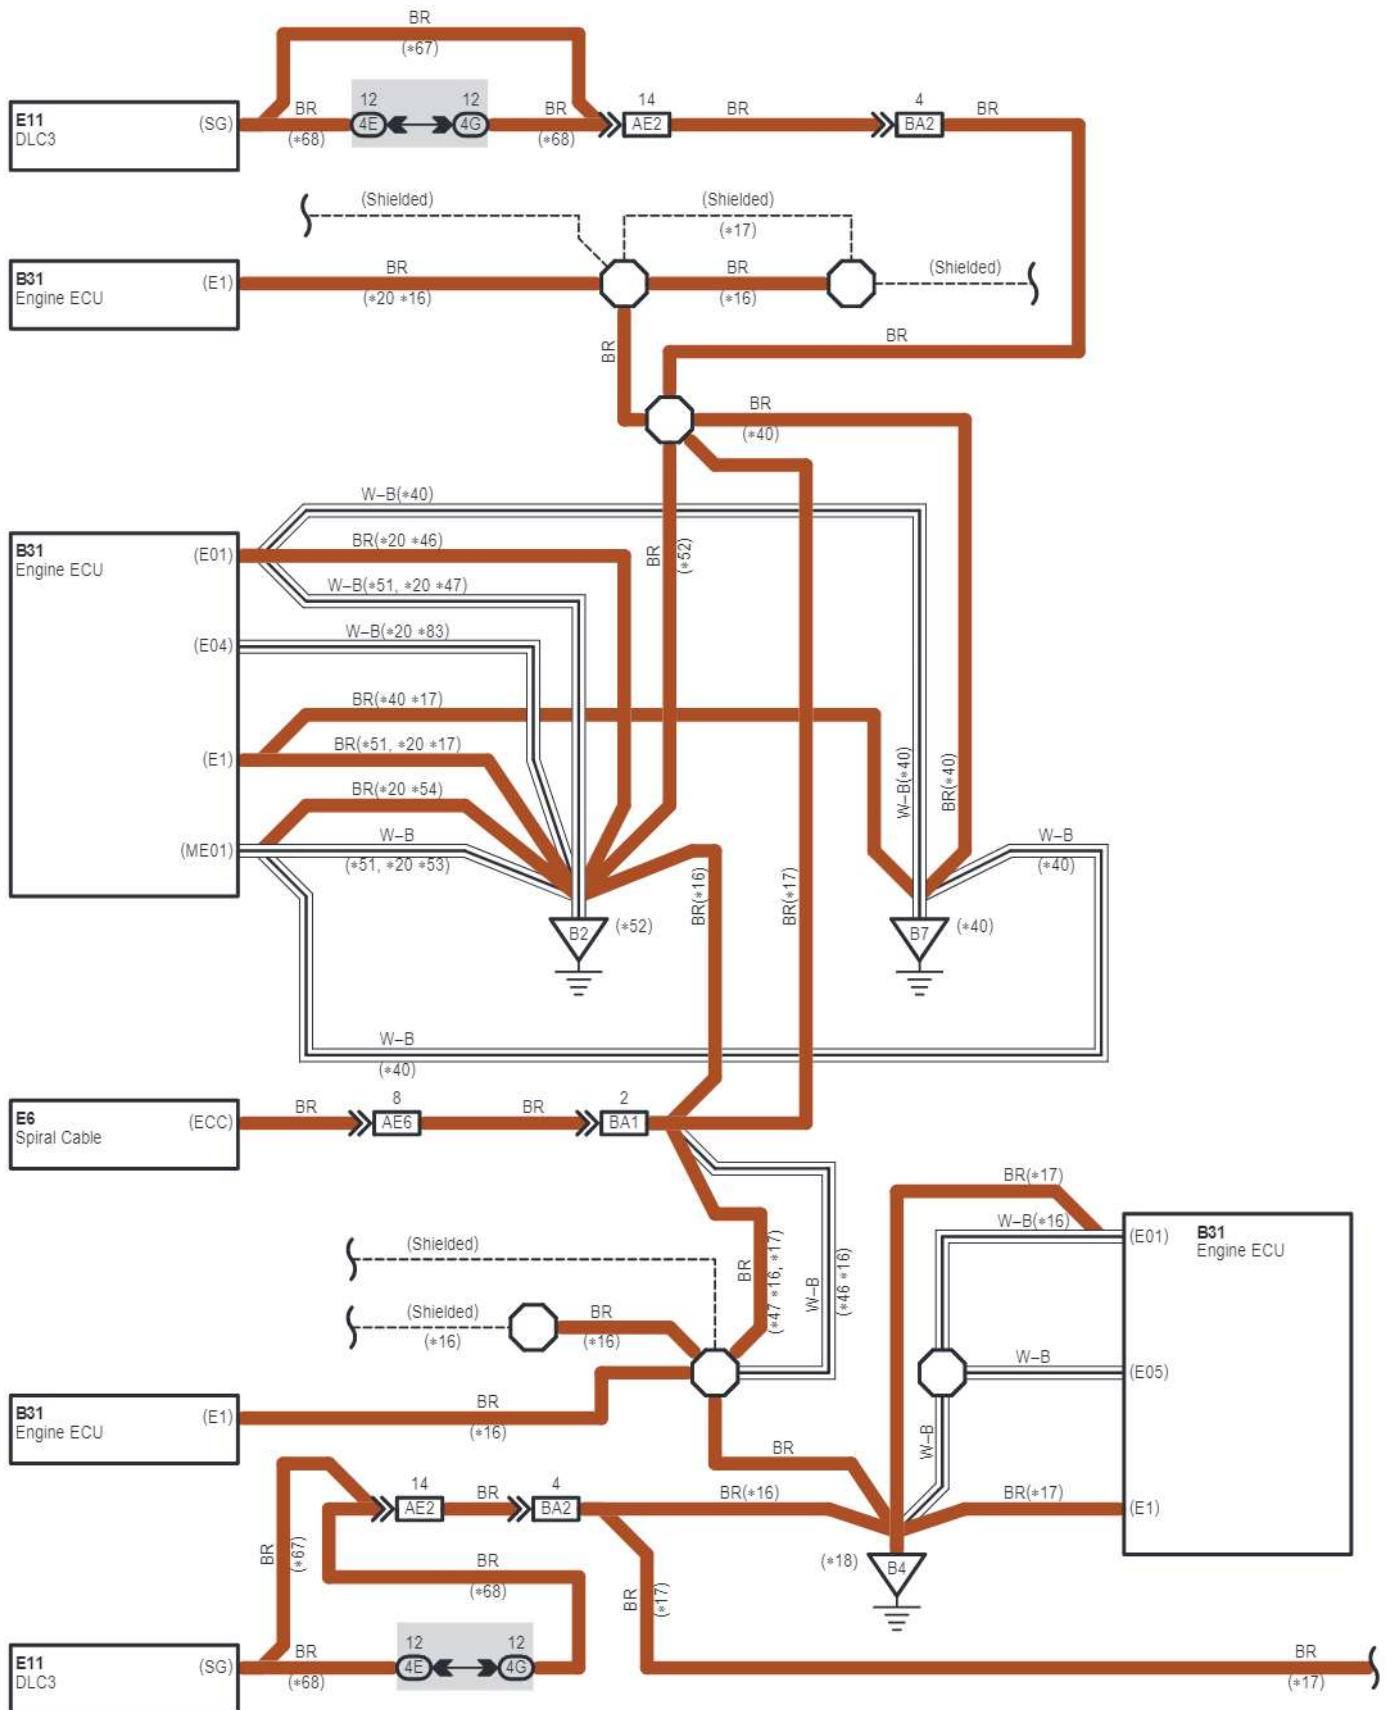 BR
(∗67)
E11
DLC3
(SG)
BR
(∗68)
12
4E
12
4G
BR
(∗68)
14
AE2
BR
4
BA2
BR
(Shielded)
(Shielded)
(∗17)
B31
Engine ECU
(E1)
BR
(∗20 ∗16)
BR
(∗16)
(Shielded)
BR
BR
BR
(∗40)
W–B(∗40)
B31
Engine ECU
(E01)
BR(∗20 ∗46)
BR
(∗52)
W–B(∗51, ∗20 ∗47)
(E04)
W–B(∗20 ∗83)
BR(∗40 ∗17)
(E1)
BR(∗51, ∗20 ∗17)
W–B(∗40)
BR(∗40)
BR(∗20 ∗54)
(ME01)
W–B
(∗51, ∗20 ∗53)
W–B
(∗40)
BR(∗16)
BR(∗17)
B2
(∗52)
B7
(∗40)
W–B
(∗40)
E6
Spiral Cable
(ECC)
BR
8
AE6
BR
2
BA1
BR(∗17)
W–B(∗16)
(E01)
B31
Engine ECU
(Shielded)
BR
(∗47 ∗16, ∗17)
W–B
(∗46 ∗16)
(Shielded)
(∗16)
BR
(∗16)
W–B
(E05)
B31
Engine ECU
(E1)
BR
(∗16)
W–B
BR
14
AE2
BR
4
BA2
BR(∗16)
BR(∗17)
(E1)
BR
(∗67)
BR
(∗68)
BR
(∗17)
(∗18)
B4
E11
DLC3
(SG)
BR
(∗68)
12
4E
12
4G
BR
(∗17)